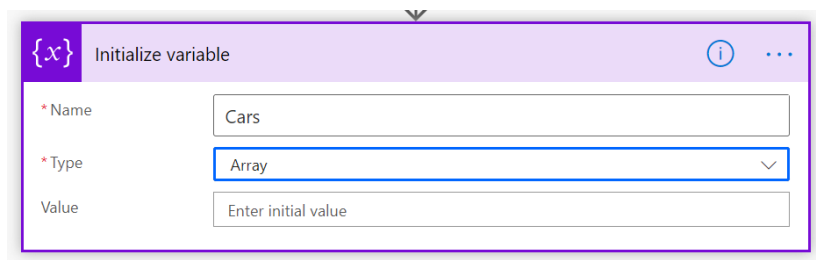 {x} Initialize variable
* Name Cars
* Type Array
Value Enter initial value